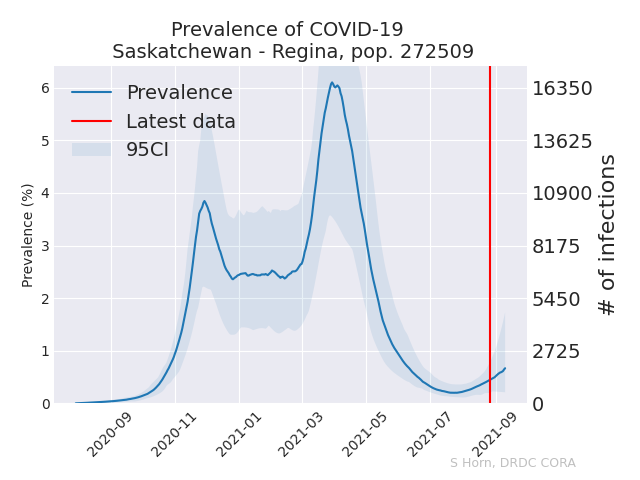 Prevalence of COVID-19
Saskatchewan - Regina, pop. 272509
Prevalence
Latest data
95CI
Prevalence (%)
6
5
4
3
2
1
0
16350
13625
10900
8175
5450
2725
0
# of infections
2020-09
2020-11
2021-01
2021-03
2021-05
2021-07
2021-09
S Horn, DRDC CORA